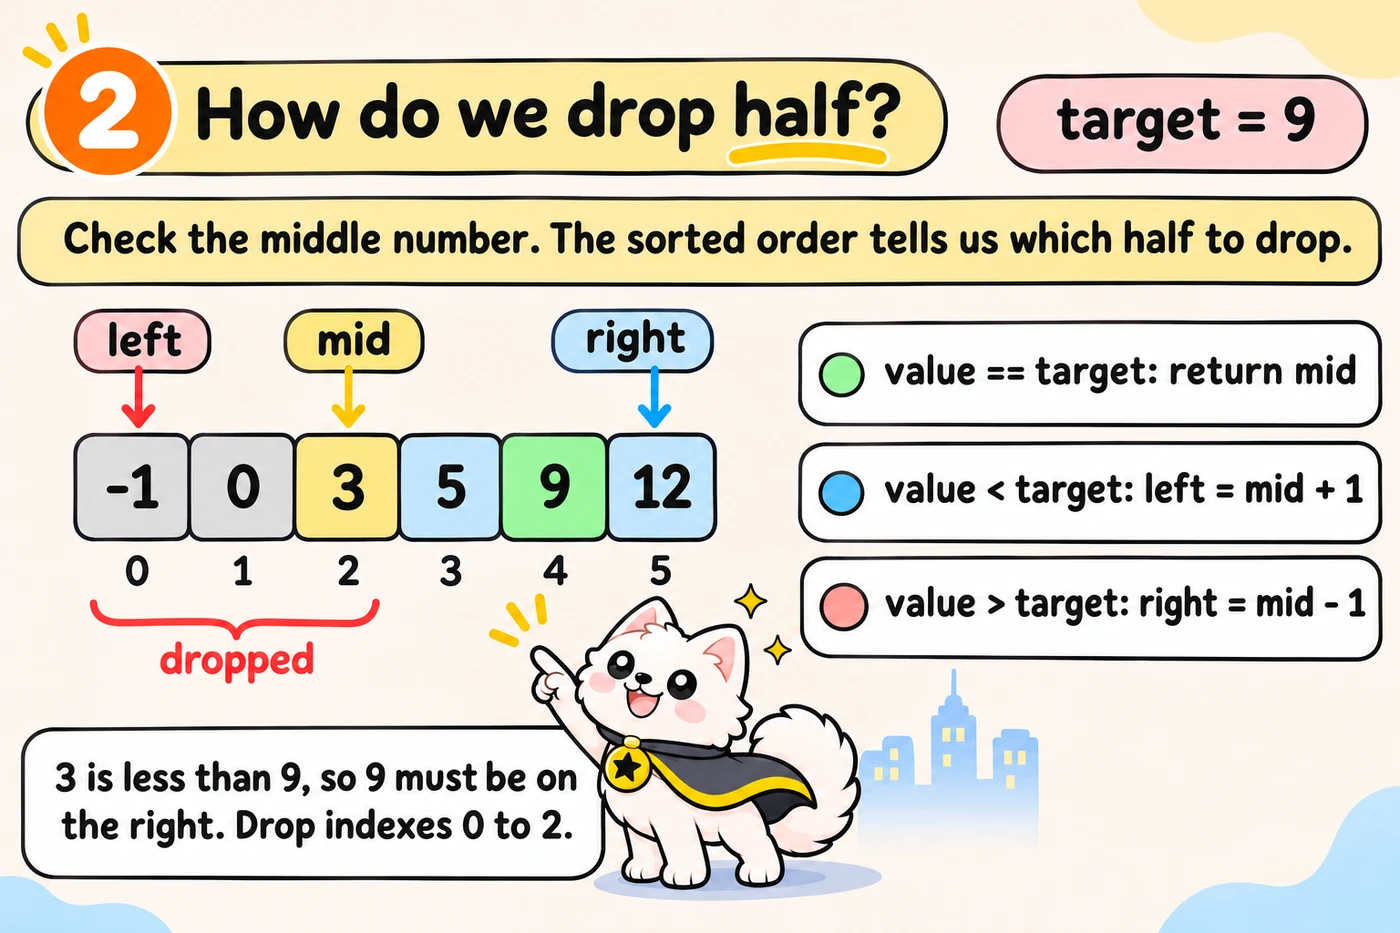 2
How do we drop half?
target = 9
Check the middle number. The sorted order tells us which half to drop.
left
mid
right
-1 0 3 5 9 12
0 1 2 3 4 5
dropped
value == target: return mid
value < target: left = mid + 1
value > target: right = mid - 1
3 is less than 9, so 9 must be on
the right. Drop indexes 0 to 2.